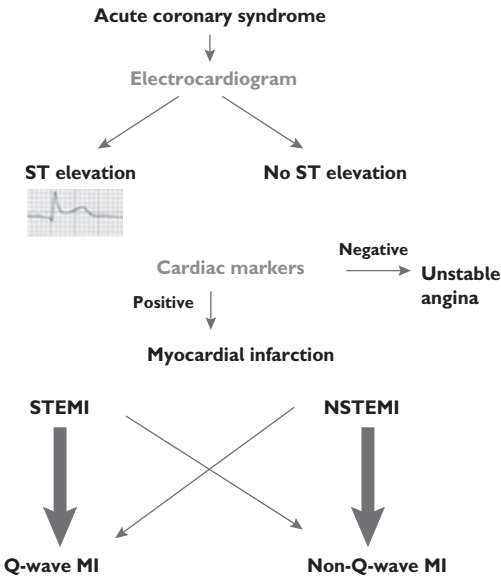 Acute coronary syndrome
Electrocardiogram
ST elevation
No ST elevation
Cardiac markers
Negative
Unstable
angina
Positive
Myocardial infarction
STEMI
NSTEMI
Q-wave MI
Non-Q-wave MI